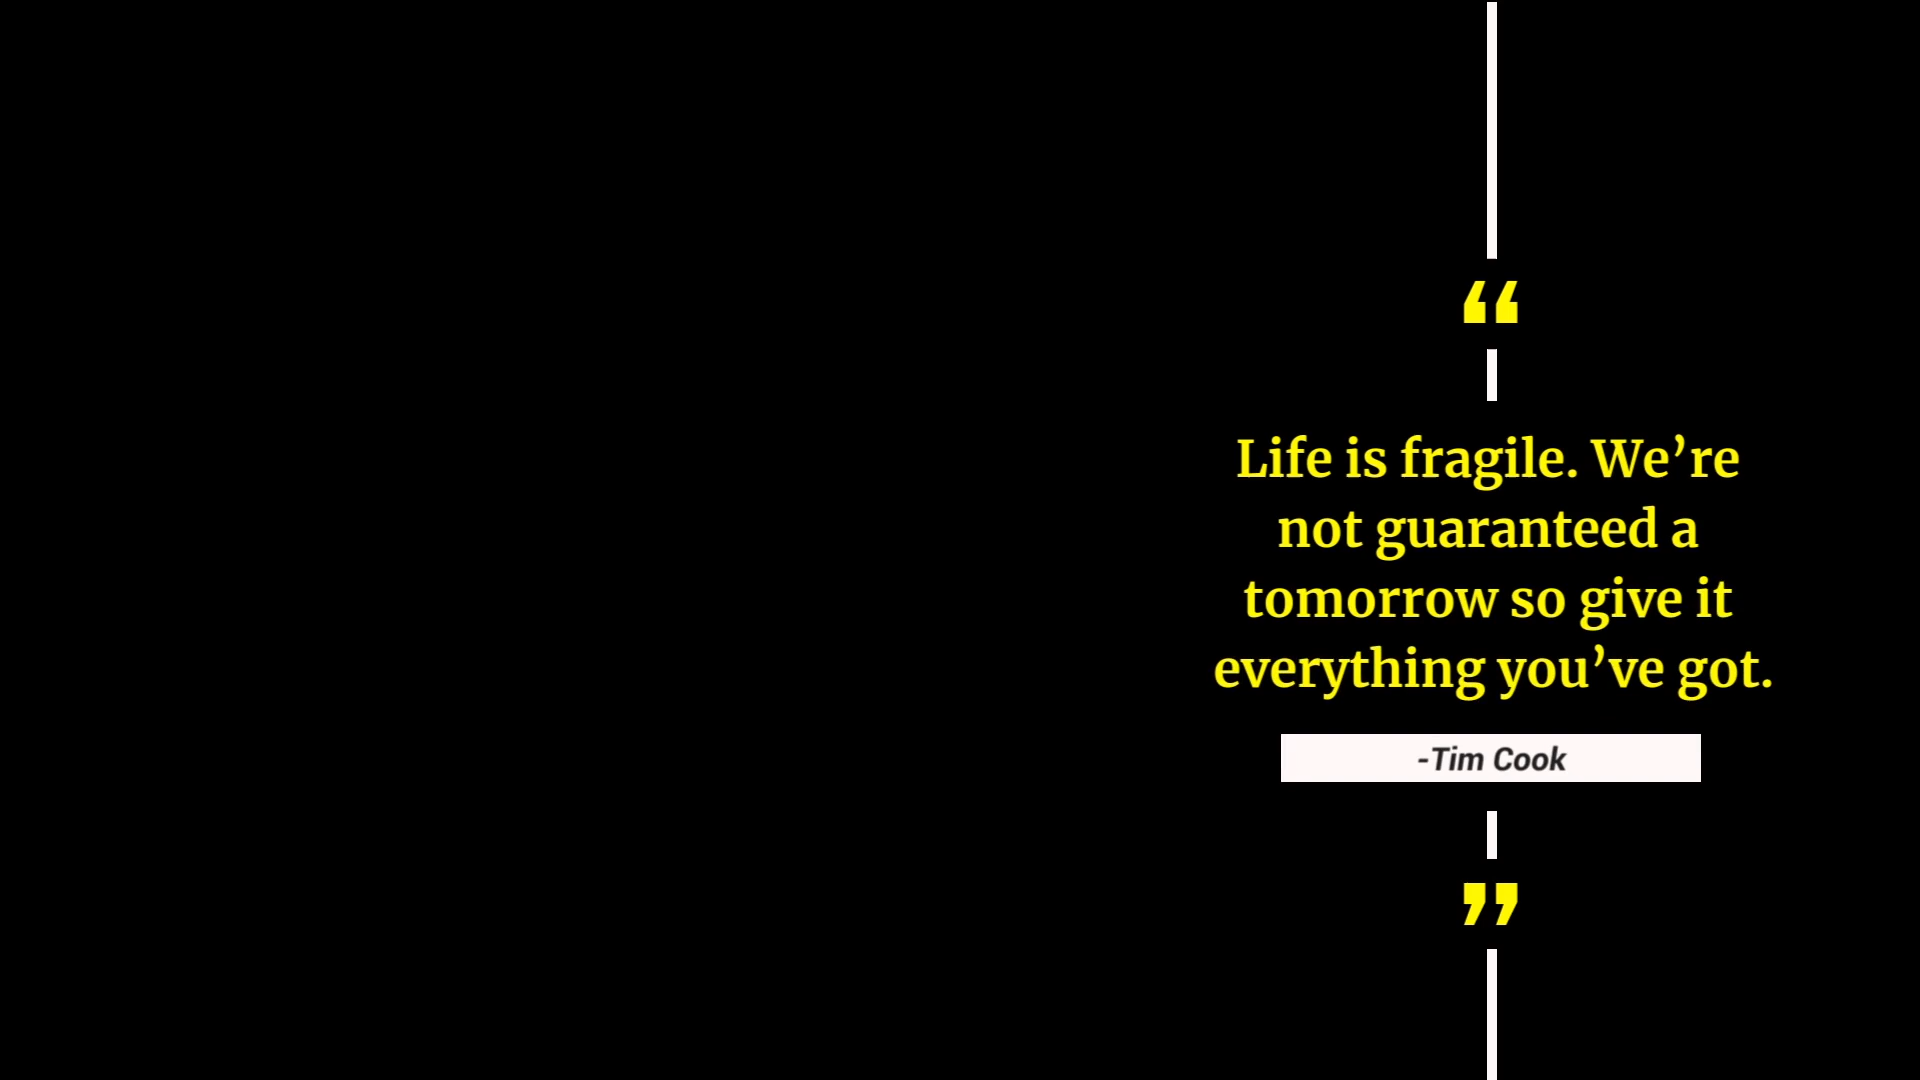 “
Life is fragile. We’re
not guaranteed a
tomorrow so give it
everything you’ve got.
-Tim Cook
”